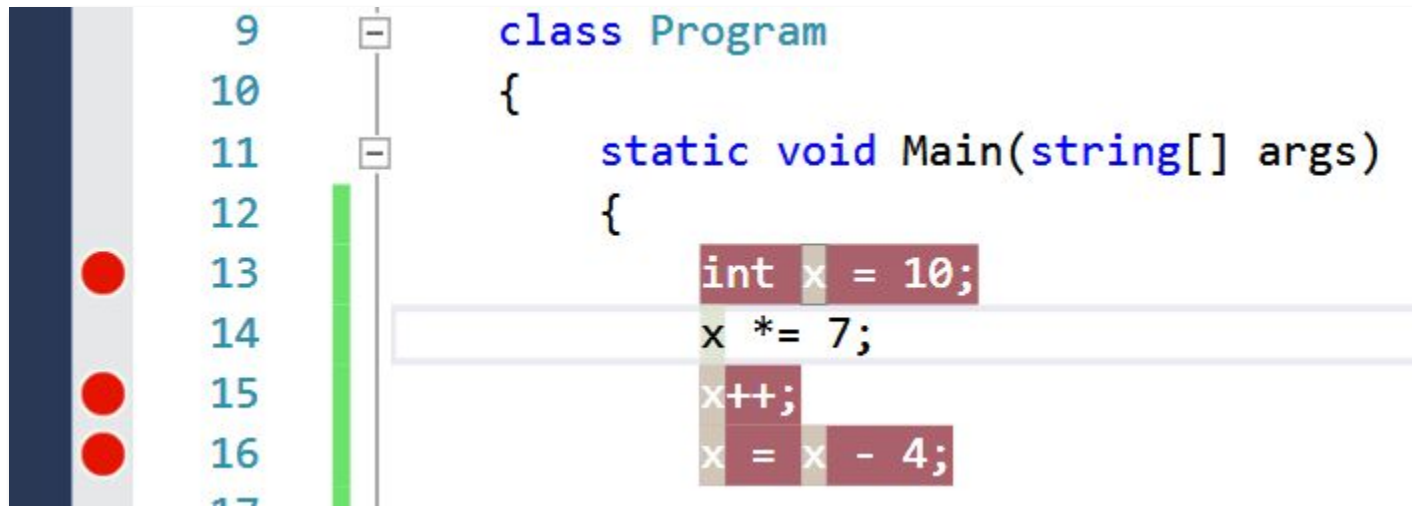 9 class Program
10 {
11 static void Main(string[] args)
12 {
13 int x = 10;
14 x *= 7;
15 x++;
16 x = x - 4;
17